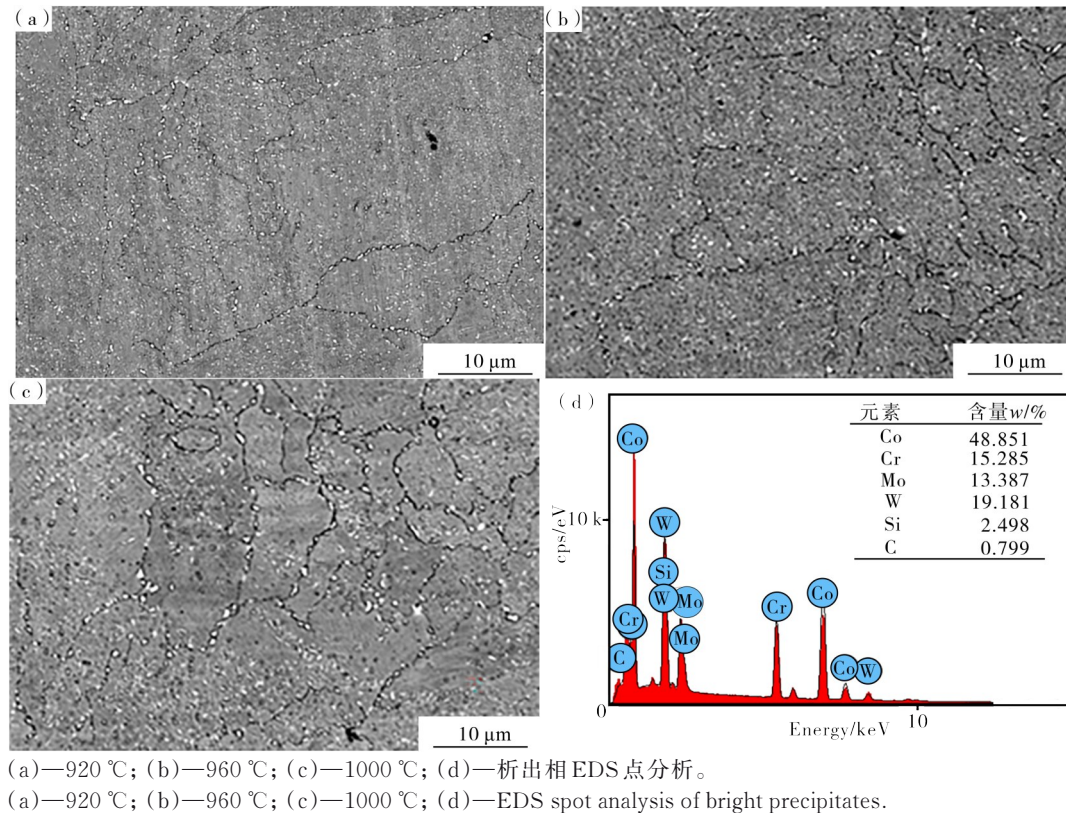 (a)
(b)
10 μm
10 μm
(c)
10 μm
(d)
元素 含量w/%
Co 48.851
Cr 15.285
Mo 13.387
W 19.181
Si 2.498
C 0.799
Co
W
Si
W
Mo
Mo
Cr
C
Cr
Co
Co
W
10 k
cps/eV
0
10
Energy/keV
(a)—920 ℃; (b)—960 ℃; (c)—1000 ℃; (d)—析出相EDS点分析。
(a)—920 ℃; (b)—960 ℃; (c)—1000 ℃; (d)—EDS spot analysis of bright precipitates.